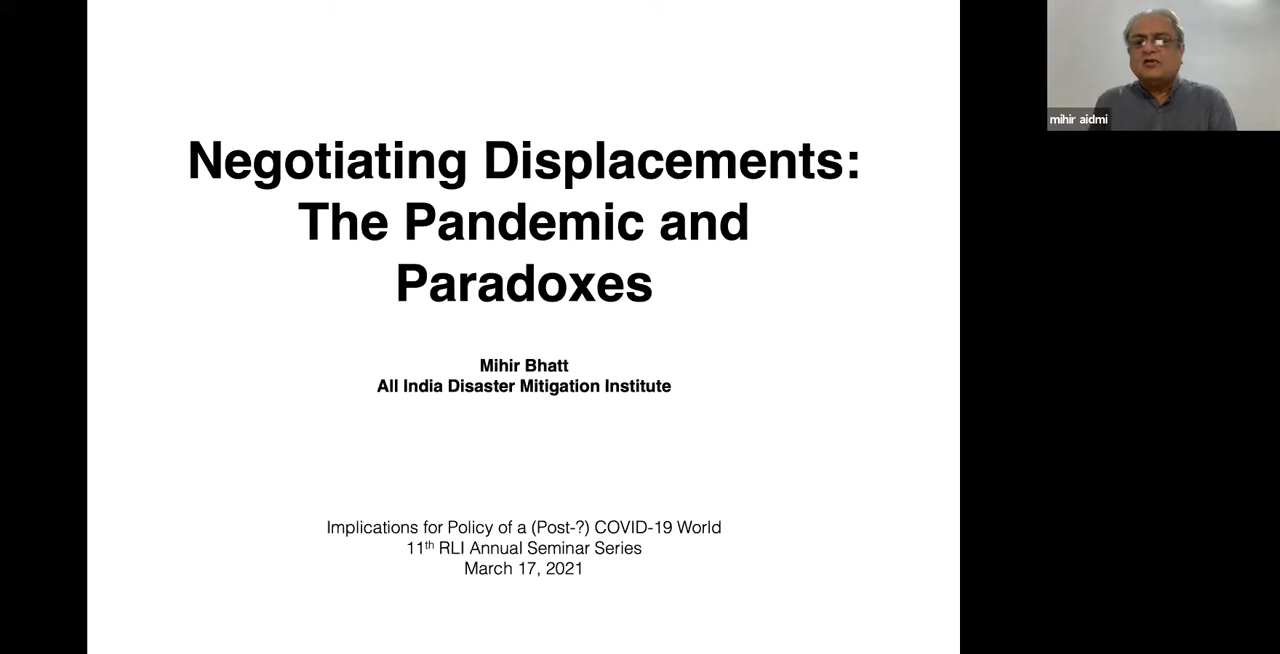 Negotiating Displacements:
The Pandemic and
Paradoxes
Mihir Bhatt
All India Disaster Mitigation Institute
Implications for Policy of a (Post-?) COVID-19 World
11th RLI Annual Seminar Series
March 17, 2021
mihir aidmi